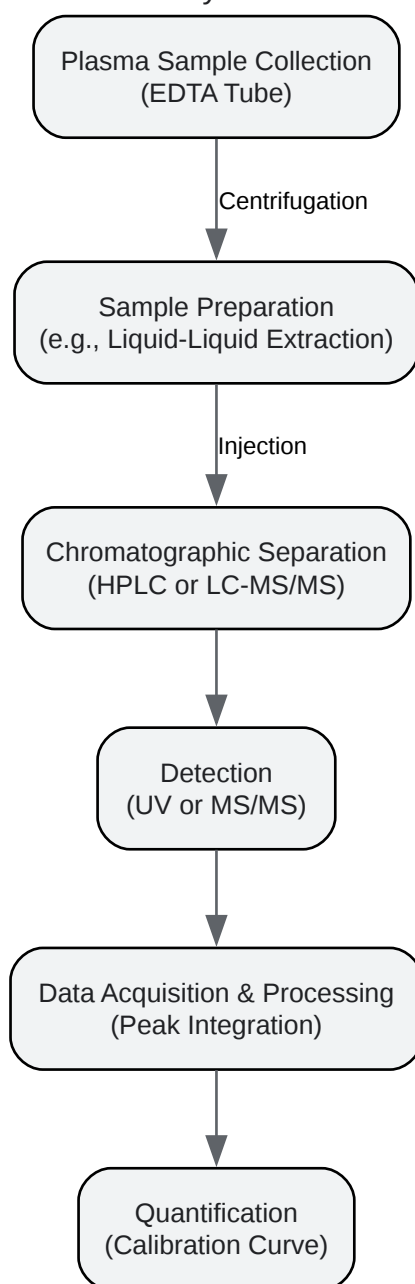 Plasma Sample Collection
(EDTA Tube)
Centrifugation
Sample Preparation
(e.g., Liquid-Liquid Extraction)
Injection
Chromatographic Separation
(HPLC or LC-MS/MS)
Detection
(UV or MS/MS)
Data Acquisition & Processing
(Peak Integration)
Quantification
(Calibration Curve)